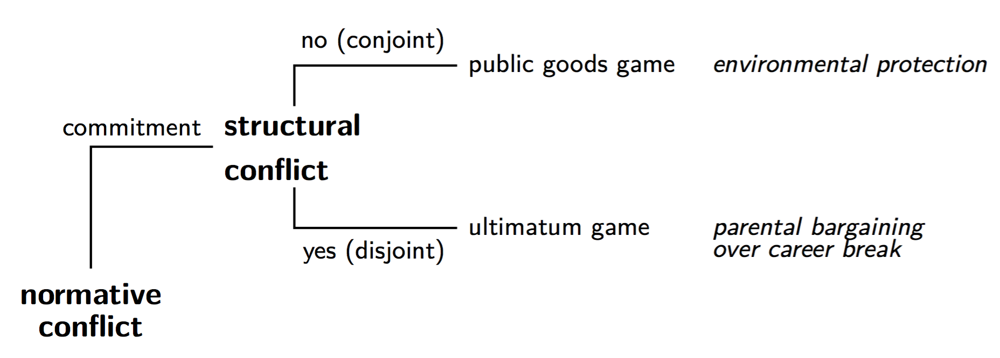 no (conjoint)
public goods game environmental protection
commitment structural
conflict
ultimatum game parental bargaining
over career break
yes (disjoint)
normative
conflict